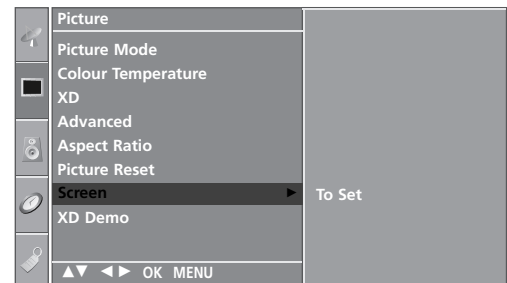 Picture
Picture Mode
Colour Temperature
XD
Advanced
Aspect Ratio
Picture Reset
Screen ► To Set
XD Demo
▲▼ ◄► OK MENU